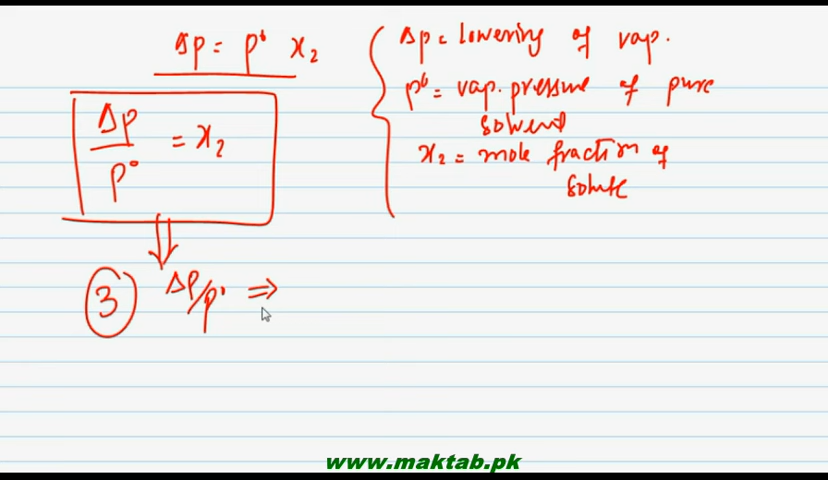 Δp = p° x₂
Δp = lowering of vap.
p° = vap. pressure of pure
solvent
x₂ = mole fraction of
solute
Δp
— = x₂
p°
③ Δp/p° ⇒
www.maktab.pk